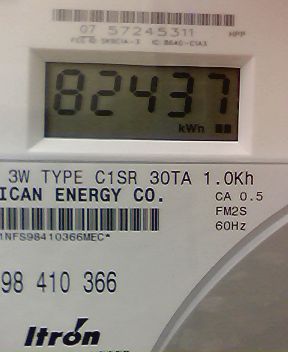 07 57245311
HPP
82437
kWh
3W TYPE C1SR 30TA 1.0Kh
ICAN ENERGY CO.
CA 0.5
FM2S
60Hz
1NFS98410366MEC*
98 410 366
Itron